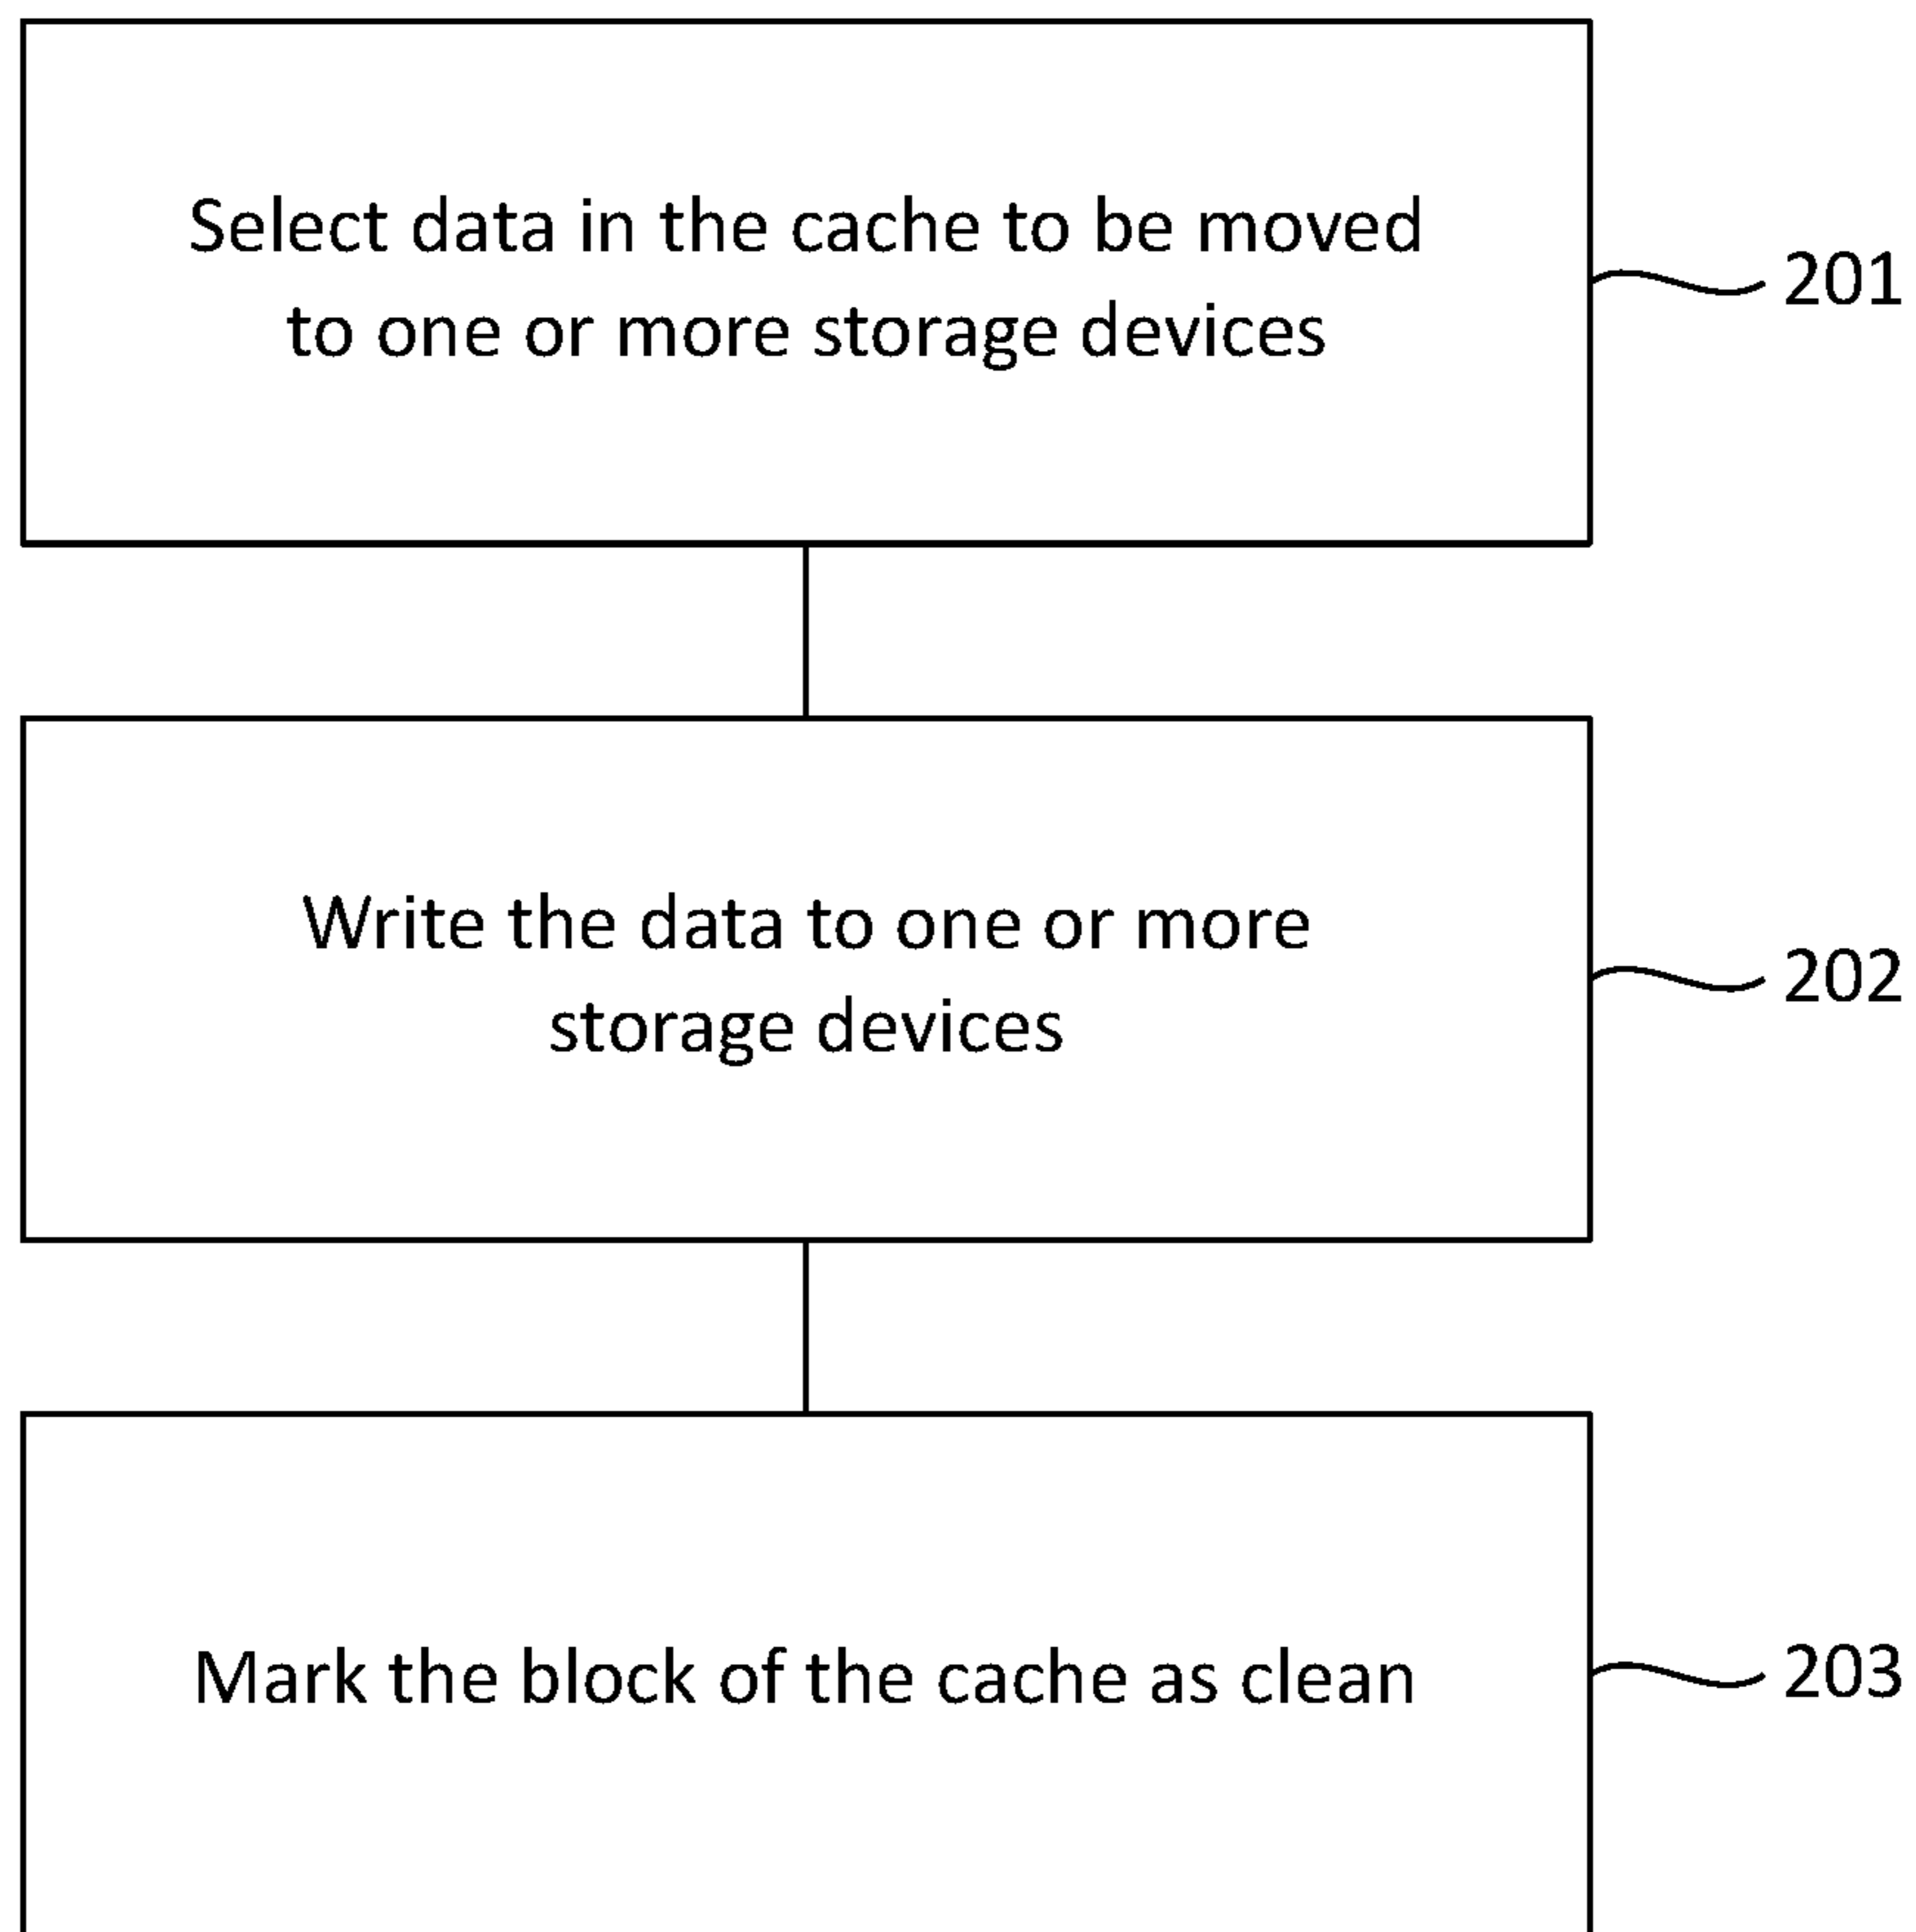 Select data in the cache to be moved
to one or more storage devices
201
Write the data to one or more
storage devices
202
Mark the block of the cache as clean
203